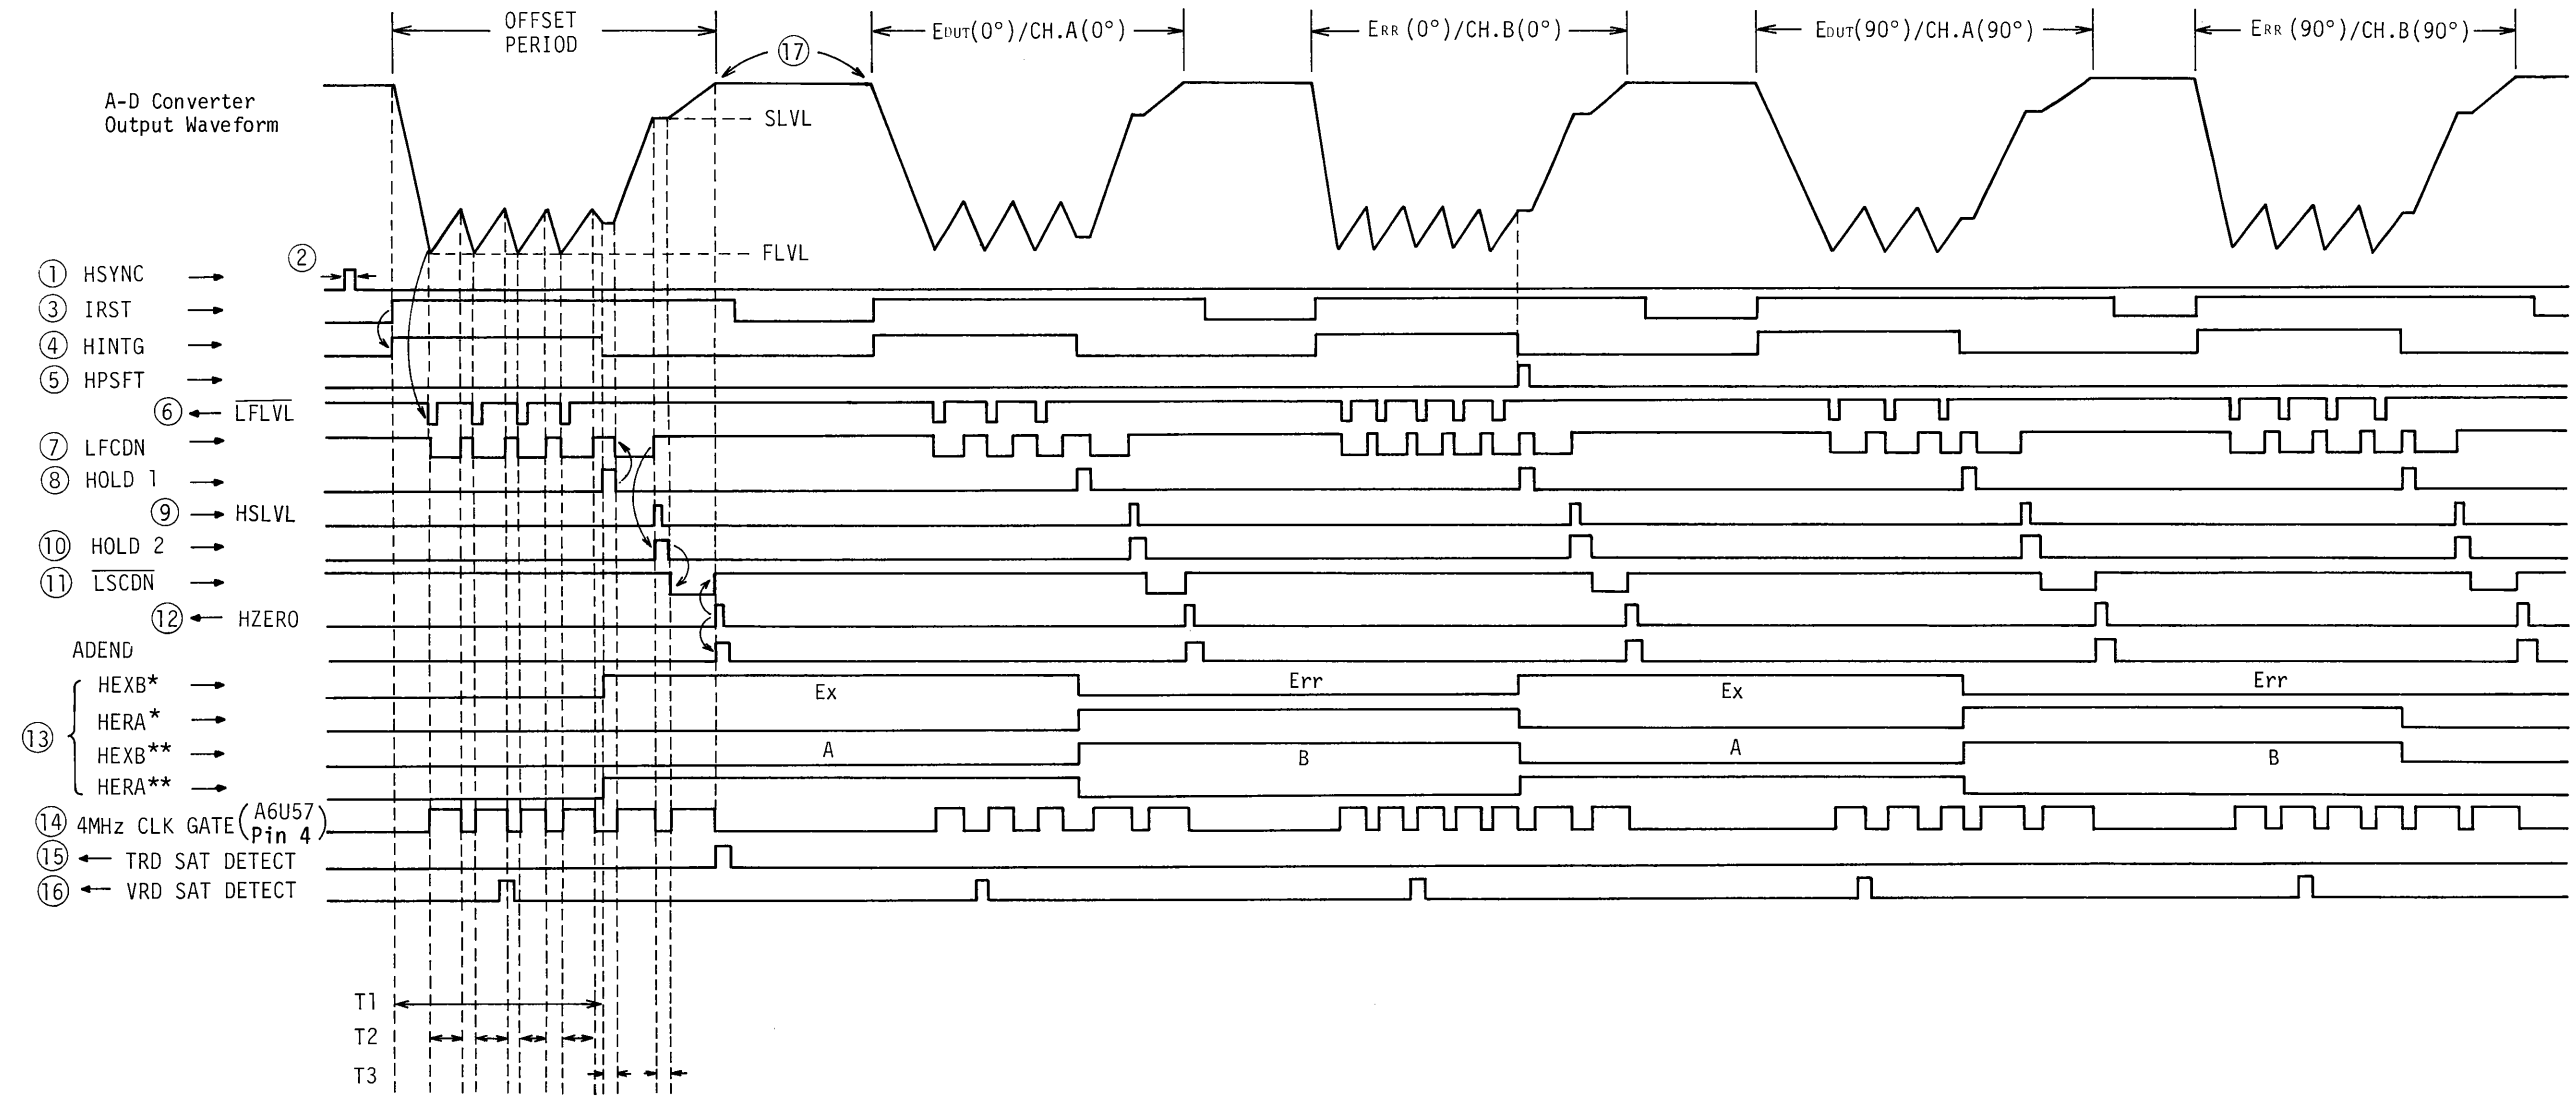 OFFSET
PERIOD
EDUT(0°)/CH.A(0°)
ERR (0°)/CH.B(0°)
EDUT(90°)/CH.A(90°)
ERR (90°)/CH.B(90°)
17
A-D Converter
Output Waveform
SLVL
FLVL
2
1 HSYNC
3 IRST
4 HINTG
5 HPSFT
6 LFLVL
7 LFCDN
8 HOLD 1
9 HSLVL
10 HOLD 2
11 LSCDN
12 HZERO
ADEND
13
HEXB*
Ex
Err
Ex
Err
HERA*
HEXB**
A
B
A
B
HERA**
14 4MHz CLK GATE (A6U57
Pin 4)
15 TRD SAT DETECT
16 VRD SAT DETECT
T1
T2
T3